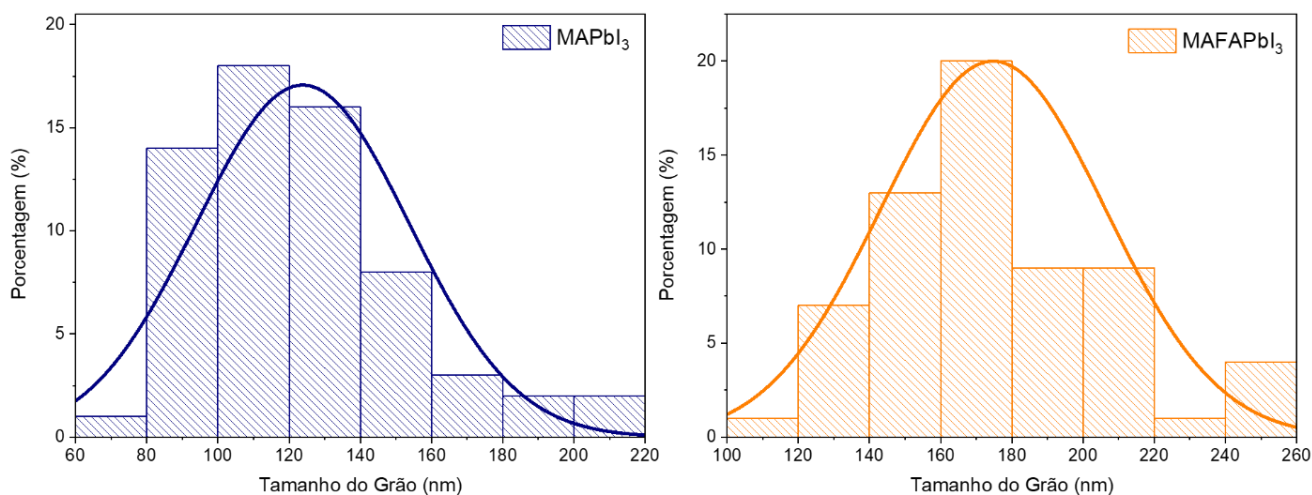 MAPbI₃
Porcentagem (%)
20
15
10
5
0
60 80 100 120 140 160 180 200 220
Tamanho do Grão (nm)
MAFAPbI₃
Porcentagem (%)
20
15
10
5
0
100 120 140 160 180 200 220 240 260
Tamanho do Grão (nm)